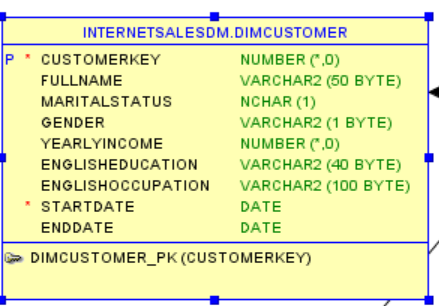 INTERNETSALESDM.DIMCUSTOMER
P * CUSTOMERKEY NUMBER (*,0)
FULLNAME VARCHAR2 (50 BYTE)
MARITALSTATUS NCHAR (1)
GENDER VARCHAR2 (1 BYTE)
YEARLYINCOME NUMBER (*,0)
ENGLISHEDUCATION VARCHAR2 (40 BYTE)
ENGLISHOCCUPATION VARCHAR2 (100 BYTE)
* STARTDATE DATE
ENDDATE DATE
DIMCUSTOMER_PK (CUSTOMERKEY)